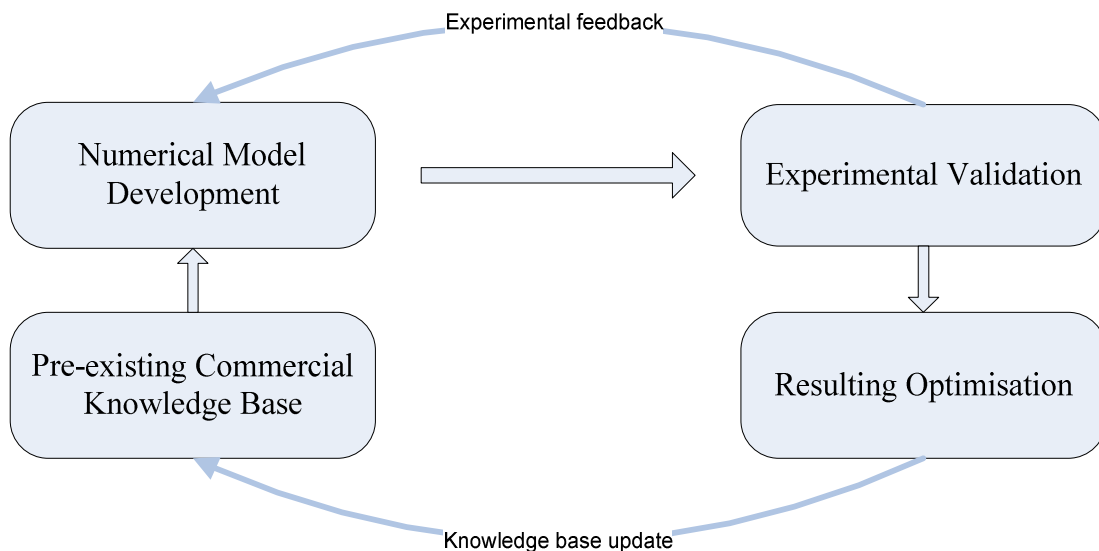 Experimental feedback
Numerical Model
Development
Experimental Validation
Pre-existing Commercial
Knowledge Base
Resulting Optimisation
Knowledge base update